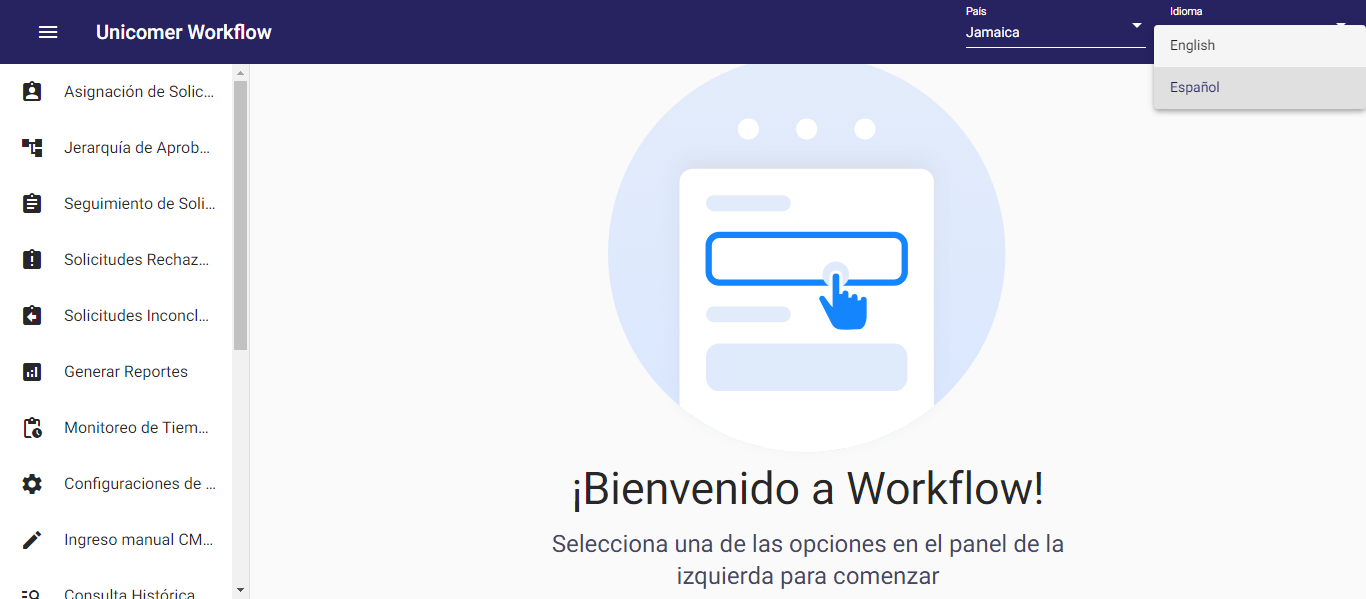 Unicomer Workflow
País
Jamaica
Idioma
English
Español
Asignación de Solic...
Jerarquía de Aprob...
Seguimiento de Soli...
Solicitudes Rechaz...
Solicitudes Inconcl...
Generar Reportes
Monitoreo de Tiem...
Configuraciones de ...
Ingreso manual CM...
Consulta Histórica
¡Bienvenido a Workflow!
Selecciona una de las opciones en el panel de la
izquierda para comenzar